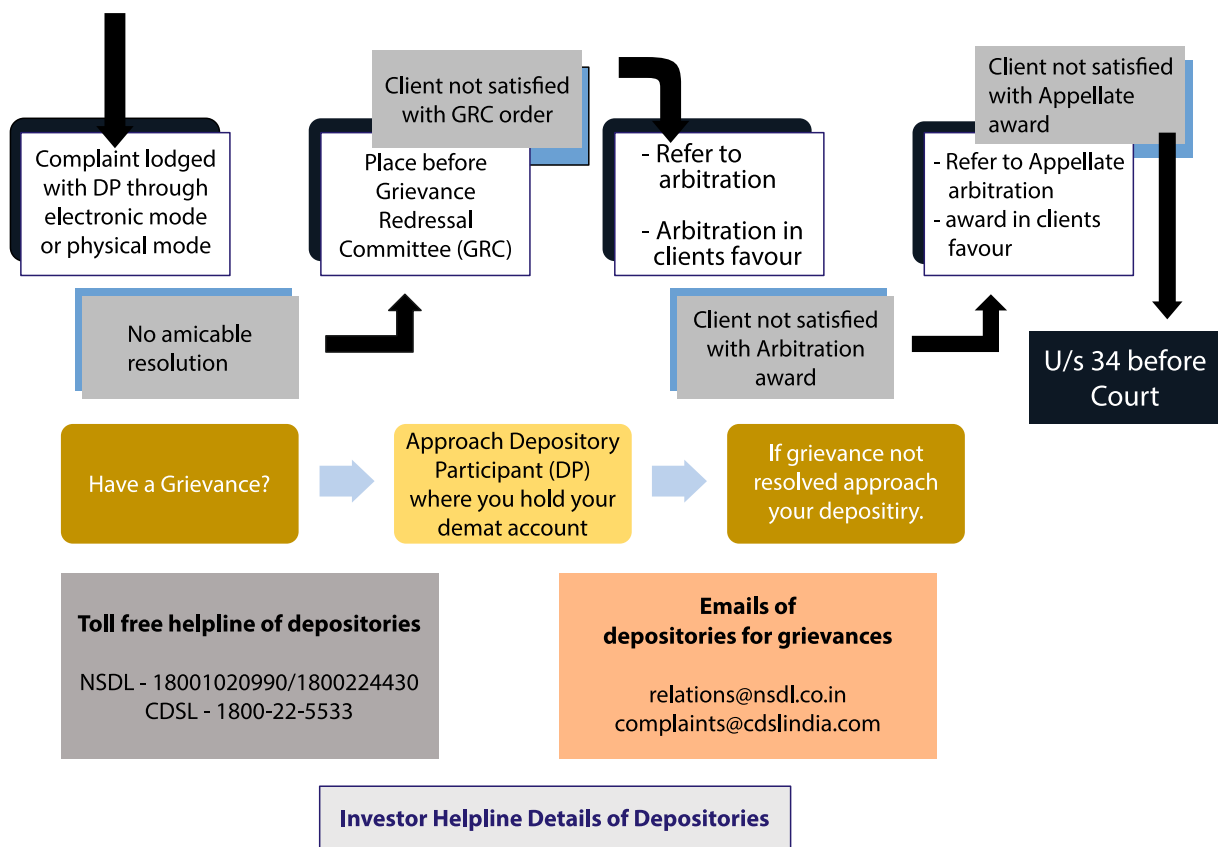 Complaint lodged
with DP through
electronic mode
or physical mode
No amicable
resolution
Client not satisfied
with GRC order
Place before
Grievance
Redressal
Committee (GRC)
- Refer to
arbitration
- Arbitration in
clients favour
Client not satisfied
with Arbitration
award
Client not satisfied
with Appellate
award
- Refer to Appellate
arbitration
- award in clients
favour
U/s 34 before
Court
Have a Grievance?
Approach Depository
Participant (DP)
where you hold your
demat account
If grievance not
resolved approach
your depositiry.
Toll free helpline of depositories
NSDL - 18001020990/1800224430
CDSL - 1800-22-5533
Emails of
depositories for grievances
relations@nsdl.co.in
complaints@cdslindia.com
Investor Helpline Details of Depositories